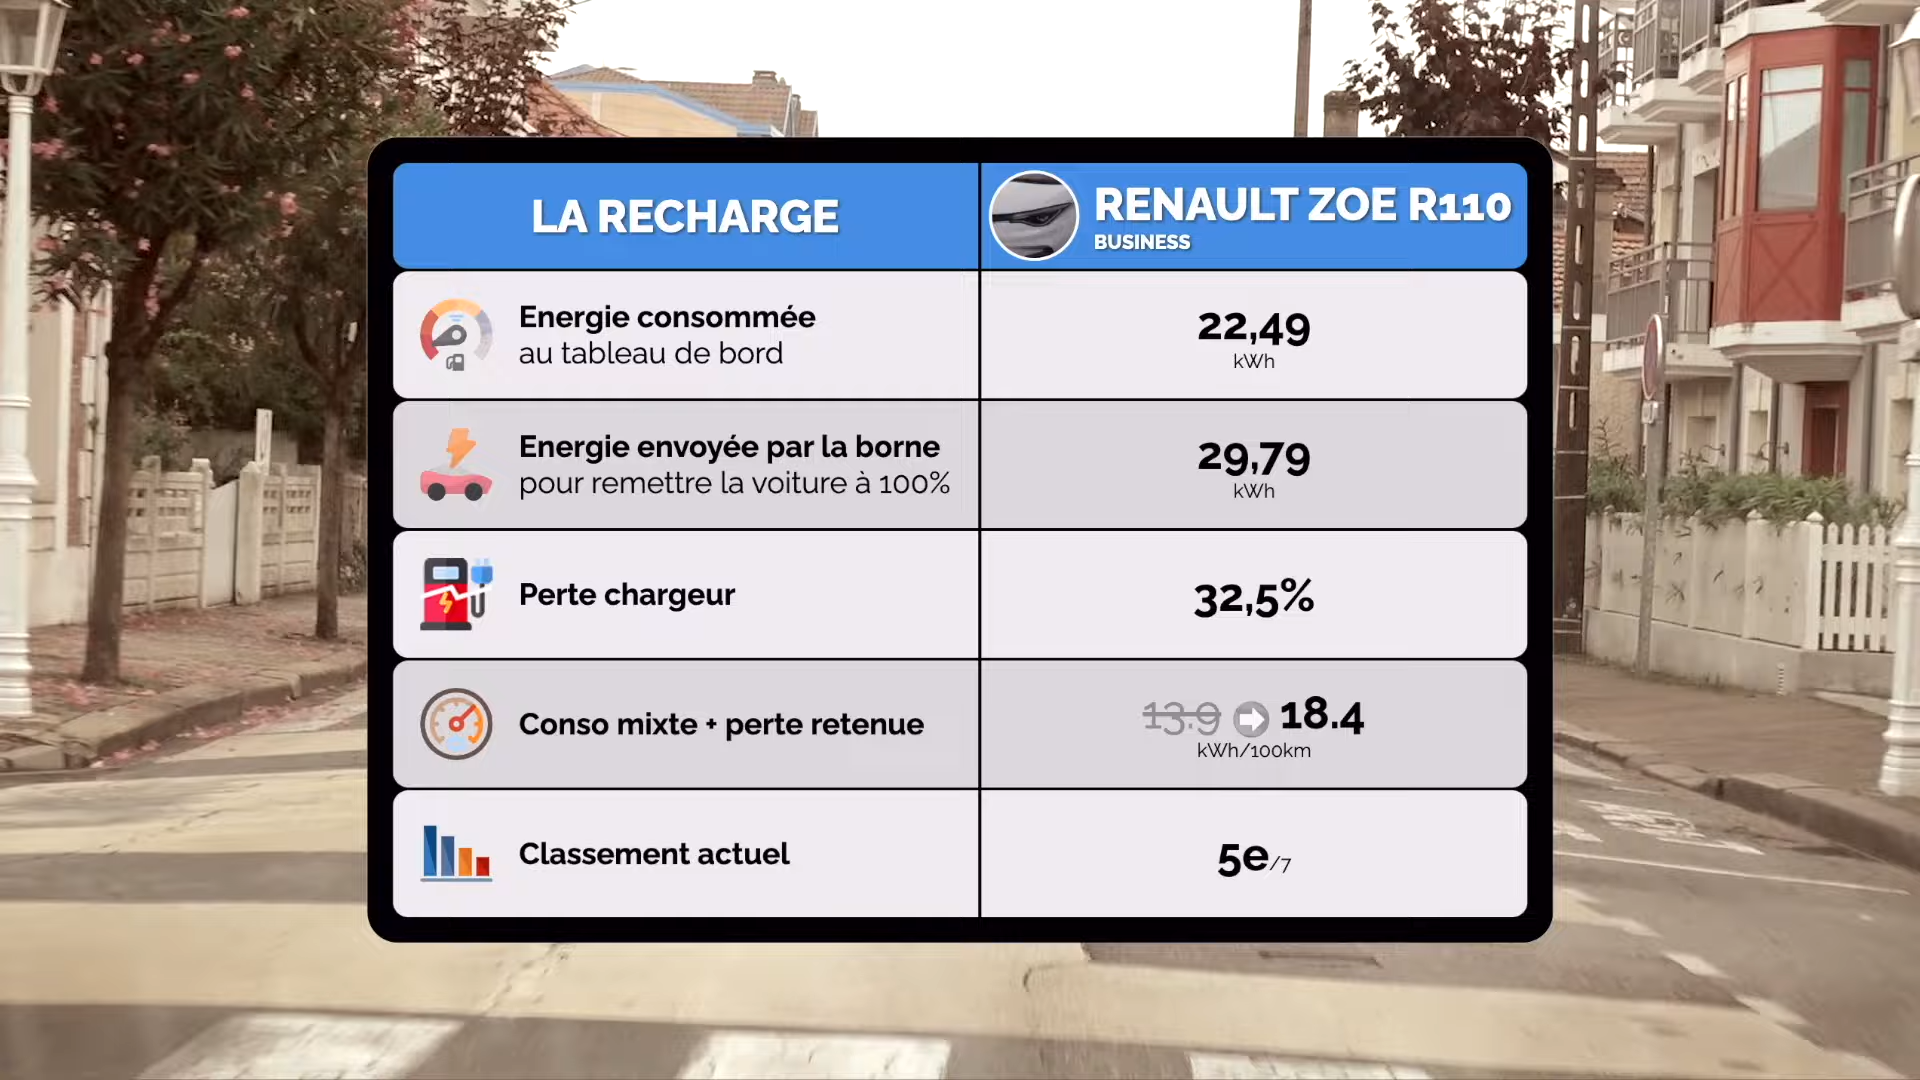 LA RECHARGE
RENAULT ZOE R110
BUSINESS
Energie consommée
au tableau de bord
22,49
kWh
Energie envoyée par la borne
pour remettre la voiture à 100%
29,79
kWh
Perte chargeur
32,5%
Conso mixte + perte retenue
13.9 18.4
kWh/100km
Classement actuel
5e/7